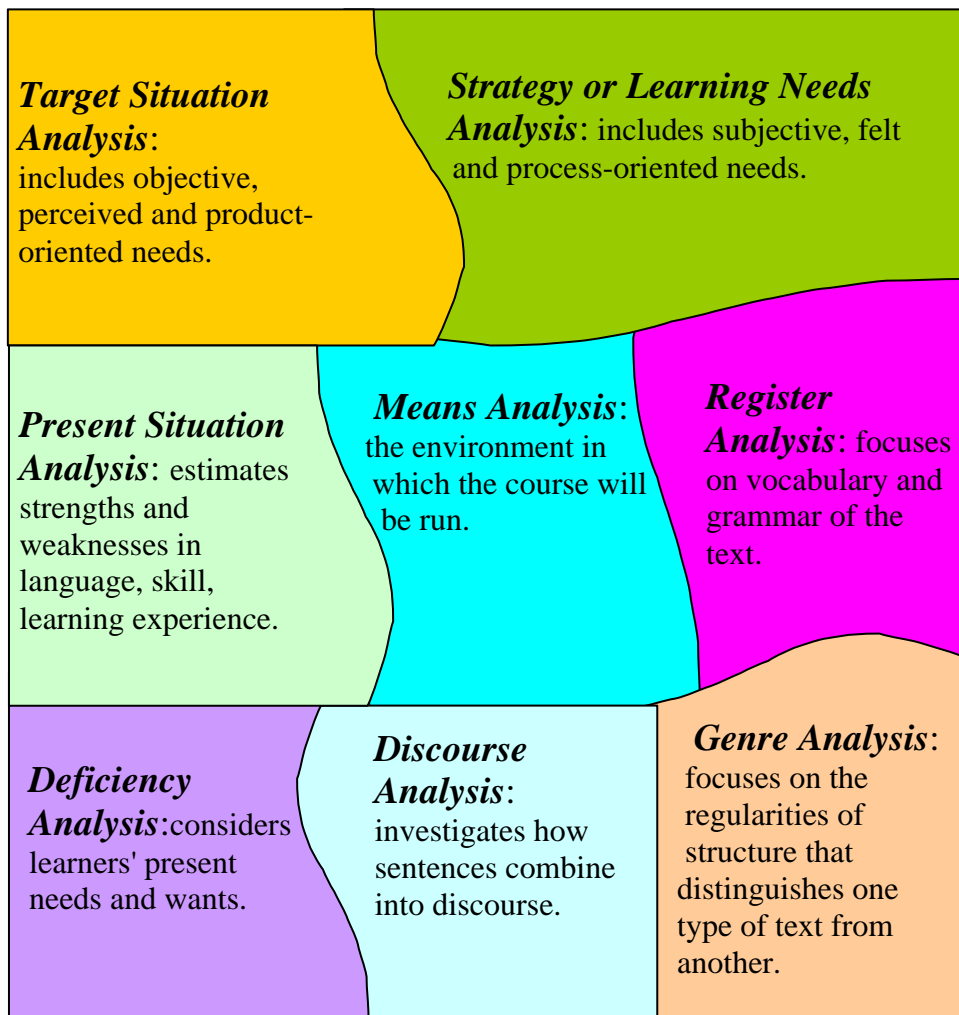 Target Situation
Analysis:
includes objective,
perceived and product-
oriented needs.
Strategy or Learning Needs
Analysis: includes subjective, felt
and process-oriented needs.
Present Situation
Analysis: estimates
strengths and
weaknesses in
language, skill,
learning experience.
Means Analysis:
the environment in
which the course will
be run.
Register
Analysis: focuses
on vocabulary and
grammar of the
text.
Deficiency
Analysis:considers
learners' present
needs and wants.
Discourse
Analysis:
investigates how
sentences combine
into discourse.
Genre Analysis:
focuses on the
regularities of
structure that
distinguishes one
type of text from
another.